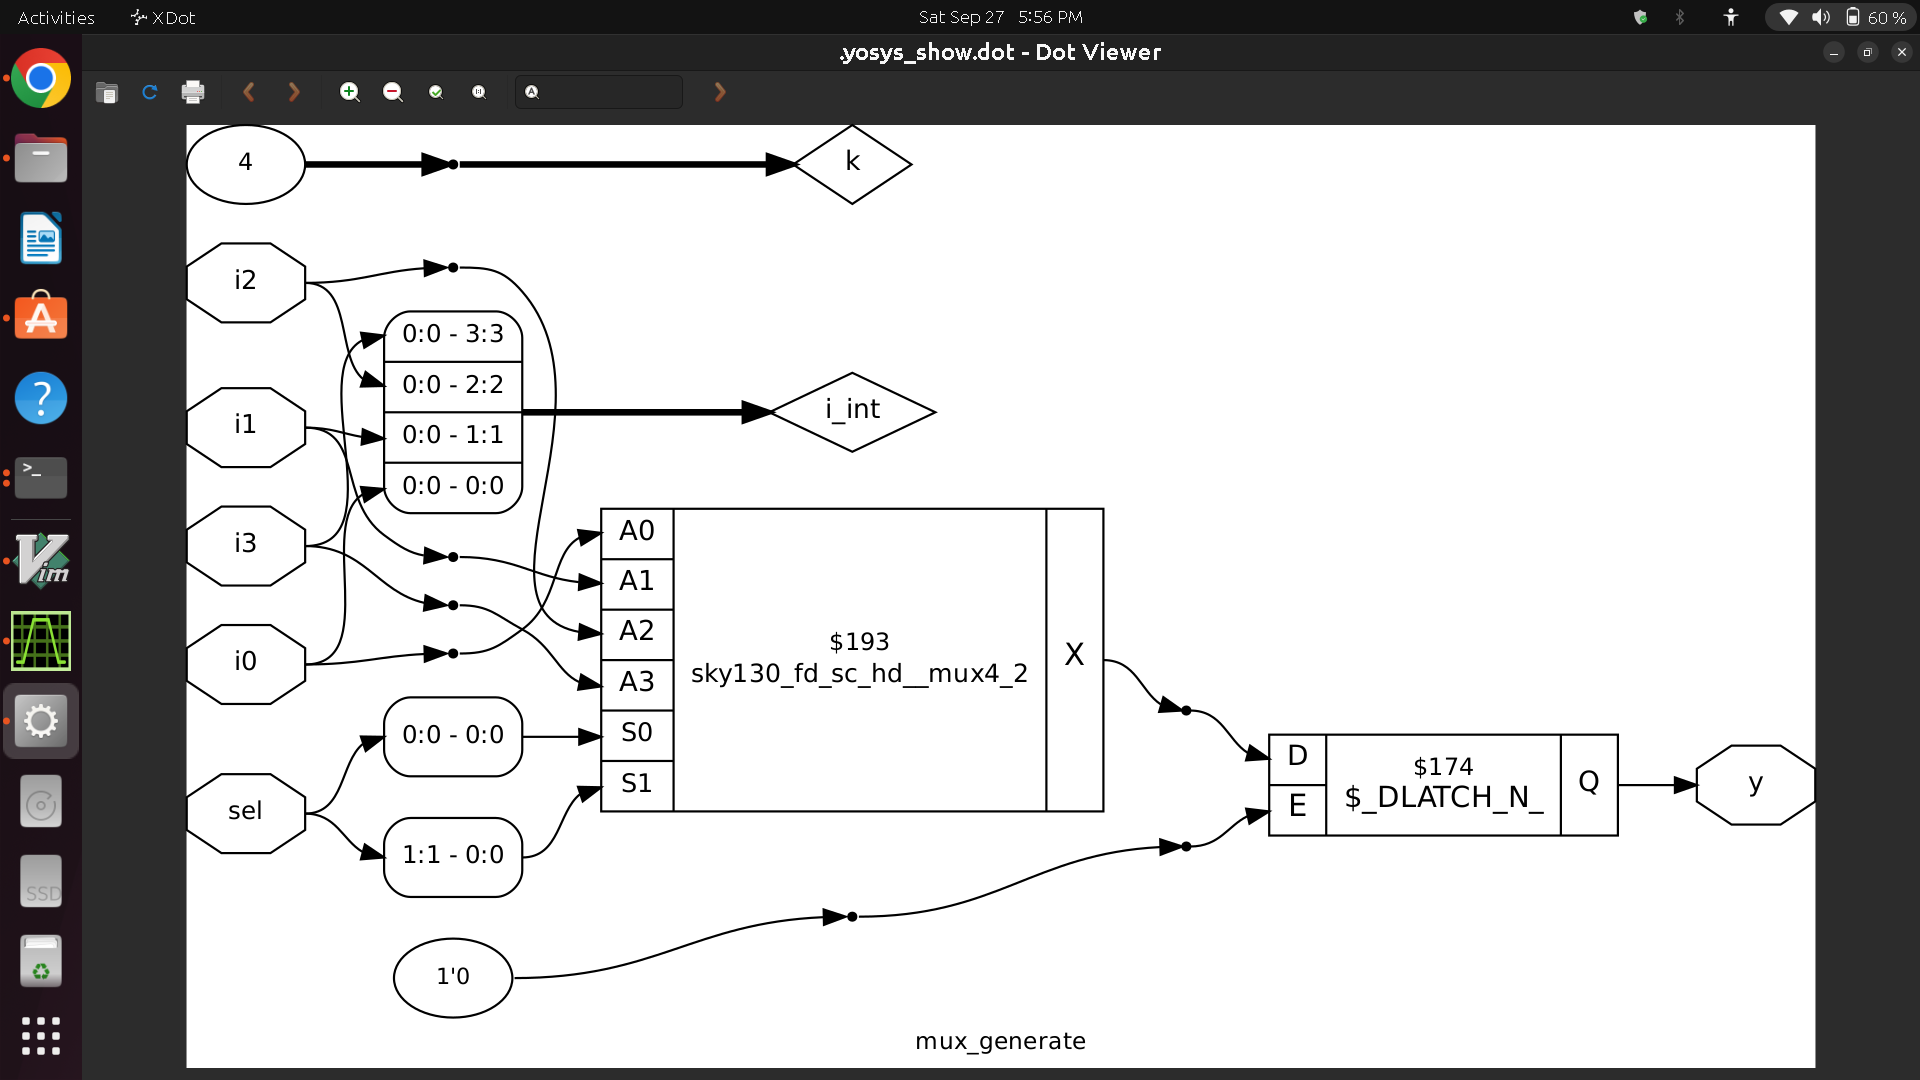 Activities
XDot
Sat Sep 27 5:56 PM
60 %
.yosys_show.dot - Dot Viewer
4
k
i2
0:0 - 3:3
0:0 - 2:2
0:0 - 1:1
0:0 - 0:0
i1
i_int
i3
i0
A0
A1
A2
A3
S0
S1
$193
sky130_fd_sc_hd__mux4_2
X
0:0 - 0:0
sel
1:1 - 0:0
D
E
$174
$_DLATCH_N_
Q
y
1'0
mux_generate
>_
?
Vim
SSD